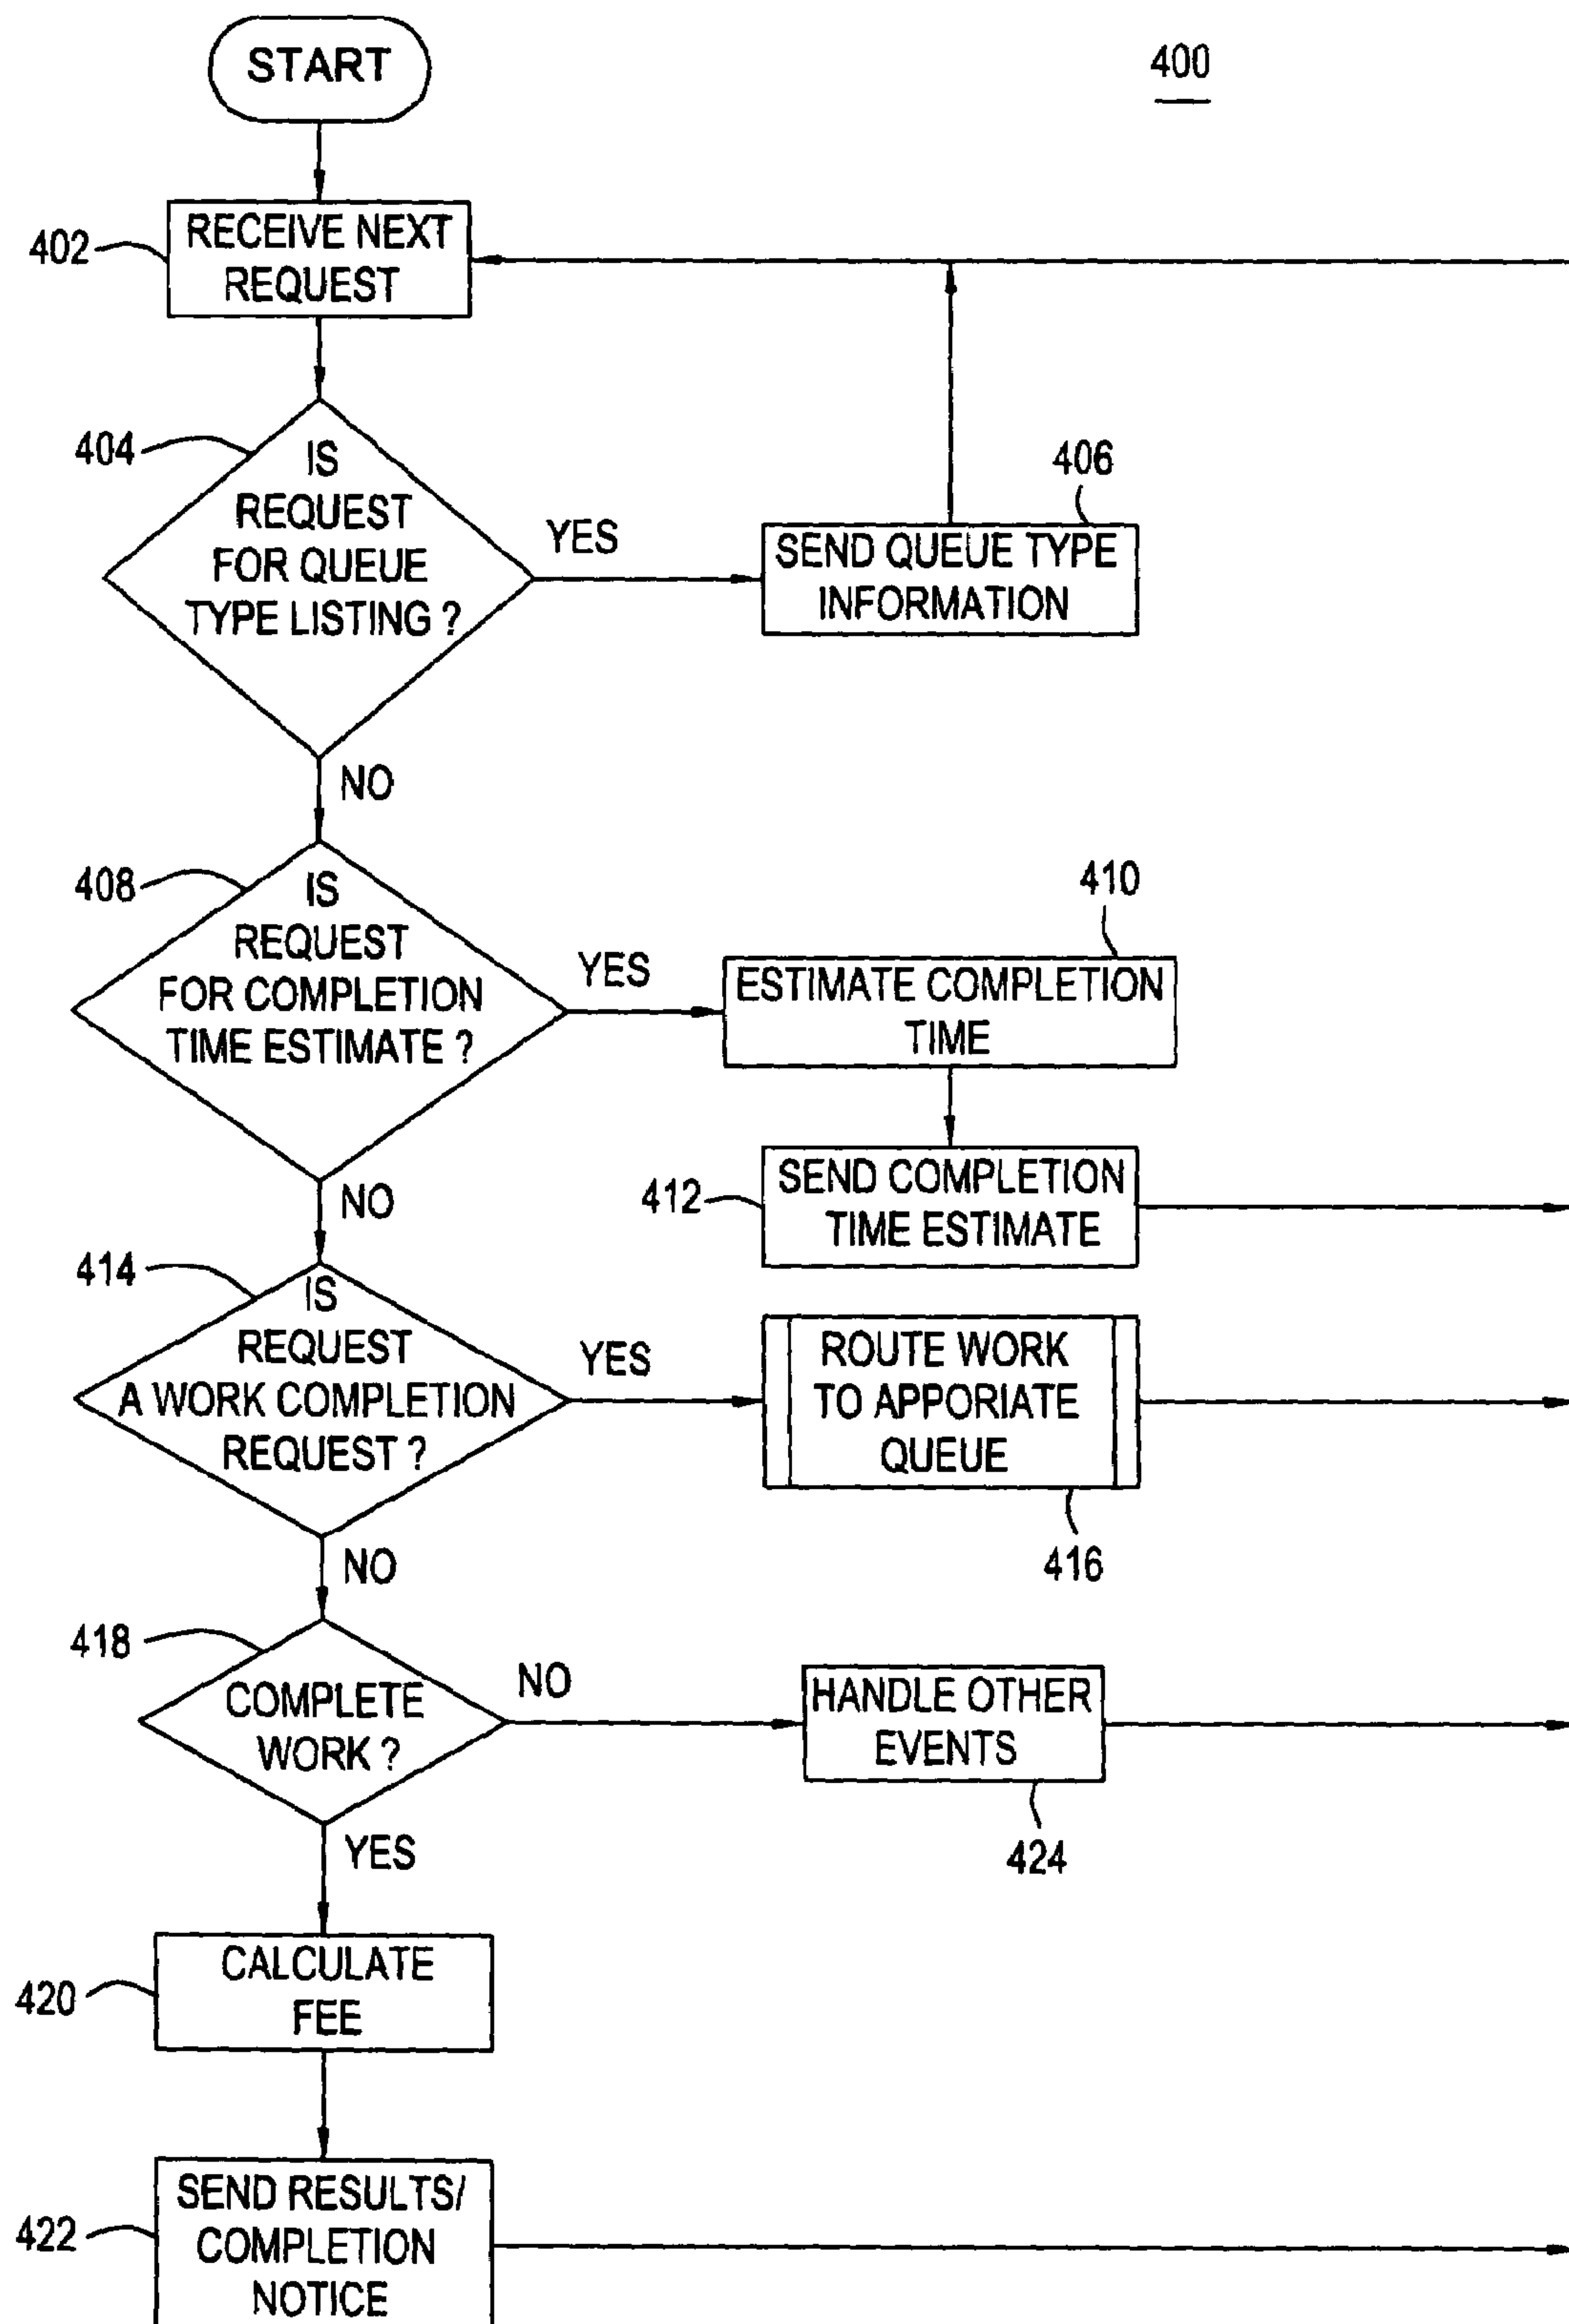 START
400
402
RECEIVE NEXT
REQUEST
404
IS
REQUEST
FOR QUEUE
TYPE LISTING ?
YES
406
SEND QUEUE TYPE
INFORMATION
NO
408
IS
REQUEST
FOR COMPLETION
TIME ESTIMATE ?
YES
410
ESTIMATE COMPLETION
TIME
412
SEND COMPLETION
TIME ESTIMATE
NO
414
IS
REQUEST
A WORK COMPLETION
REQUEST ?
YES
ROUTE WORK
TO APPORIATE
QUEUE
416
NO
418
COMPLETE
WORK ?
NO
HANDLE OTHER
EVENTS
424
YES
420
CALCULATE
FEE
422
SEND RESULTS/
COMPLETION
NOTICE